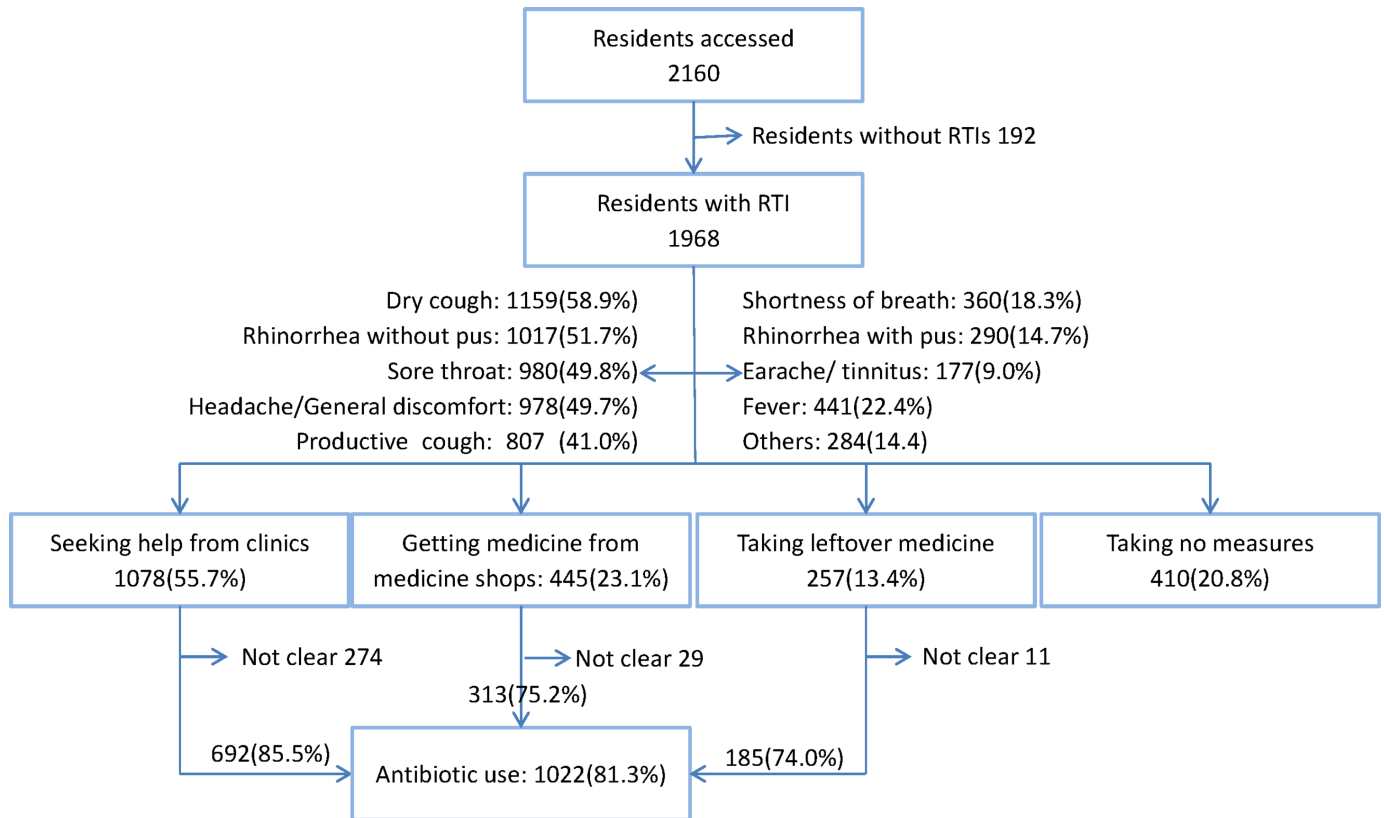 Residents accessed
2160
Residents without RTIs 192
Residents with RTI
1968
Dry cough: 1159(58.9%)
Rhinorrhea without pus: 1017(51.7%)
Sore throat: 980(49.8%)
Headache/General discomfort: 978(49.7%)
Productive cough: 807 (41.0%)
Shortness of breath: 360(18.3%)
Rhinorrhea with pus: 290(14.7%)
Earache/ tinnitus: 177(9.0%)
Fever: 441(22.4%)
Others: 284(14.4)
Seeking help from clinics
1078(55.7%)
Getting medicine from
medicine shops: 445(23.1%)
Taking leftover medicine
257(13.4%)
Taking no measures
410(20.8%)
Not clear 274
Not clear 29
Not clear 11
313(75.2%)
692(85.5%)
185(74.0%)
Antibiotic use: 1022(81.3%)